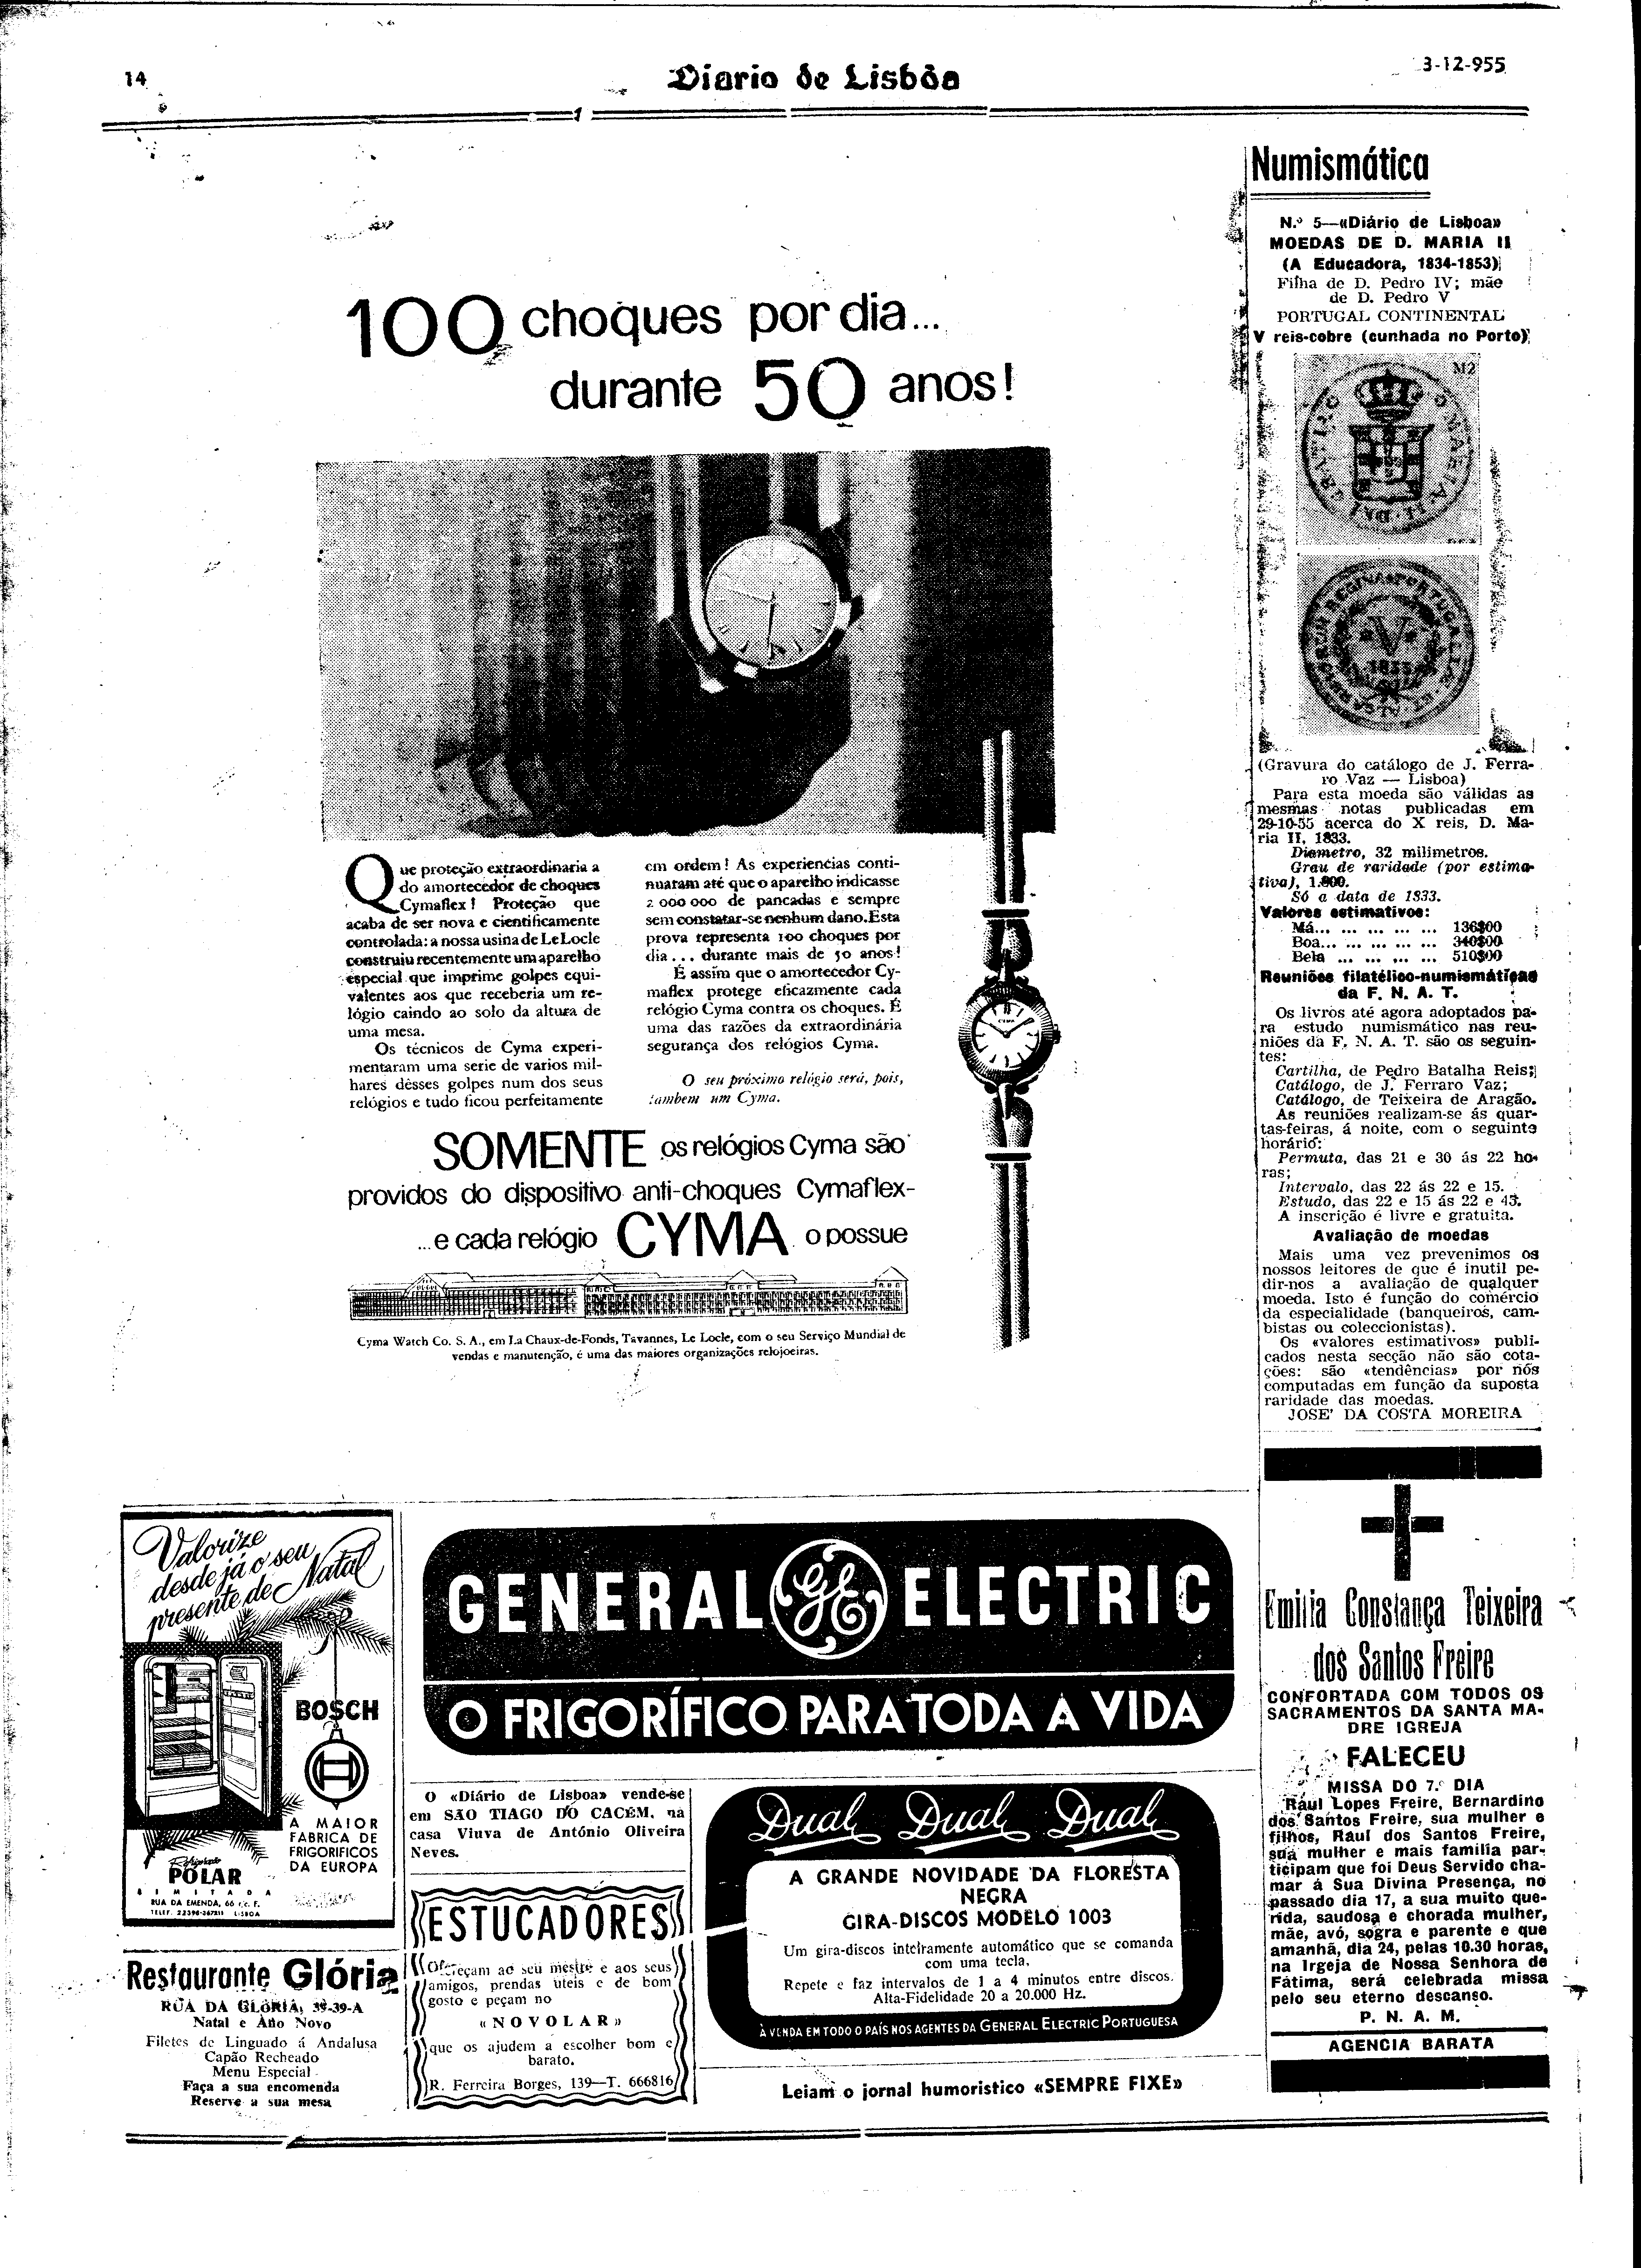 14
Diario de Lisbôa
3-12-955
100 choques por dia...
durante 50 anos!
Que proteção extraordinaria a
do amortecedor de choques
Cymaflex! Proteção que
acaba de ser nova e cientificamente
controlada: a nossa usina de Le Locle
construiu recentemente um aparelho
especial que imprime golpes equi-
valentes aos que receberia um re-
lógio caindo ao solo da altura de
uma mesa.
Os técnicos de Cyma experi-
mentaram uma serie de varios mil-
hares dêsses golpes num dos seus
relógios e tudo ficou perfeitamente
em ordem! As experiencias conti-
nuaram até que o aparelho indicasse
2 000 000 de pancadas e sempre
sem constatar-se nenhum dano. Esta
prova representa 100 choques por
dia... durante mais de 50 anos!
É assim que o amortecedor Cy-
maflex protege eficazmente cada
relógio Cyma contra os choques. É
uma das razões da extraordinária
segurança dos relógios Cyma.
O seu próximo relógio será, pois,
tambem um Cyma.
CYMA
SOMENTE os relógios Cyma são
providos do dispositivo anti-choques Cymaflex-
...e cada relógio CYMA o possue
Cyma Watch Co. S. A., em La Chaux-de-Fonds, Tavannes, Le Locle, com o seu Serviço Mundial de
vendas e manutenção, é uma das maiores organizações relojoeiras.
Numismática
N.º 5—«Diário de Lisboa»
MOEDAS DE D. MARIA II
(A Educadora, 1834-1853)
Filha de D. Pedro IV; mãe
de D. Pedro V
PORTUGAL CONTINENTAL
V reis-cobre (cunhada no Porto)
M2
V
1833
(Gravura do catálogo de J. Ferra-
ro Vaz — Lisboa)
Para esta moeda são válidas as
mesmas notas publicadas em
29-10-55 acerca do X reis, D. Ma-
ria II, 1833.
Diametro, 32 milimetros.
Grau de raridade (por estima-
tiva), 1.800.
Só a data de 1833.
Valores estimativos:
Má... ... ... ... ... 136$00
Boa... ... ... ... ... 340$00
Bela ... ... ... ... 510$00
Reuniões filatélico-numismáticas
da F. N. A. T.
Os livros até agora adoptados pa-
ra estudo numismático nas reu-
niões da F. N. A. T. são os seguin-
tes:
Cartilha, de Pedro Batalha Reis;
Catálogo, de J. Ferraro Vaz;
Catálogo, de Teixeira de Aragão.
As reuniões realizam-se ás quar-
tas-feiras, á noite, com o seguinte
horário:
Permuta, das 21 e 30 ás 22 ho-
ras;
Intervalo, das 22 ás 22 e 15.
Estudo, das 22 e 15 ás 22 e 45.
A inscrição é livre e gratuita.
Avaliação de moedas
Mais uma vez prevenimos os
nossos leitores de que é inutil pe-
dir-nos a avaliação de qualquer
moeda. Isto é função do comércio
da especialidade (banqueiros, cam-
bistas ou coleccionistas).
Os «valores estimativos» publi-
cados nesta secção não são cota-
ções: são «tendências» por nós
computadas em função da suposta
raridade das moedas.
JOSE' DA COSTA MOREIRA
Valorize
desde já o seu
presente de Natal
BOSCH
A MAIOR
FABRICA DE
FRIGORIFICOS
DA EUROPA
POLAR
LIMITADA
RUA DA EMENDA, 66 r/c. F.
LISBOA
Restaurante Glória
RUA DA GLÓRIA, 39-39-A
Natal e Ano Novo
Filetes de Linguado á Andalusa
Capão Recheado
Menu Especial
Faça a sua encomenda
Reserve a sua mesa
GENERAL GE ELECTRIC
O FRIGORÍFICO PARA TODA A VIDA
O «Diário de Lisboa» vende-se
em SÃO TIAGO DO CACÉM, na
casa Viuva de António Oliveira
Neves.
ESTUCADORES
Ofereçam ao seu mestre e aos seus
amigos, prendas uteis e de bom
gosto e peçam no
«NOVOLAR»
que os ajudem a escolher bom e
barato.
R. Ferreira Borges, 139—T. 666816
Dual Dual Dual
A GRANDE NOVIDADE DA FLORESTA
NEGRA
GIRA-DISCOS MODELO 1003
Um gira-discos inteiramente automático que se comanda
com uma tecla.
Repete e faz intervalos de 1 a 4 minutos entre discos.
Alta-Fidelidade 20 a 20.000 Hz.
À VENDA EM TODO O PAÍS NOS AGENTES DA GENERAL ELECTRIC PORTUGUESA
Leiam o jornal humoristico «SEMPRE FIXE»
Emilia Constança Teixeira
dos Santos Freire
CONFORTADA COM TODOS OS
SACRAMENTOS DA SANTA MA-
DRE IGREJA
FALECEU
MISSA DO 7.º DIA
Raul Lopes Freire, Bernardino
dos Santos Freire, sua mulher e
filhos, Raul dos Santos Freire,
sua mulher e mais familia par-
ticipam que foi Deus Servido cha-
mar á Sua Divina Presença, no
passado dia 17, a sua muito que-
rida, saudosa e chorada mulher,
mãe, avó, sogra e parente e que
amanhã, dia 24, pelas 10.30 horas,
na Irgeja de Nossa Senhora de
Fátima, será celebrada missa
pelo seu eterno descanso.
P. N. A. M.
AGENCIA BARATA